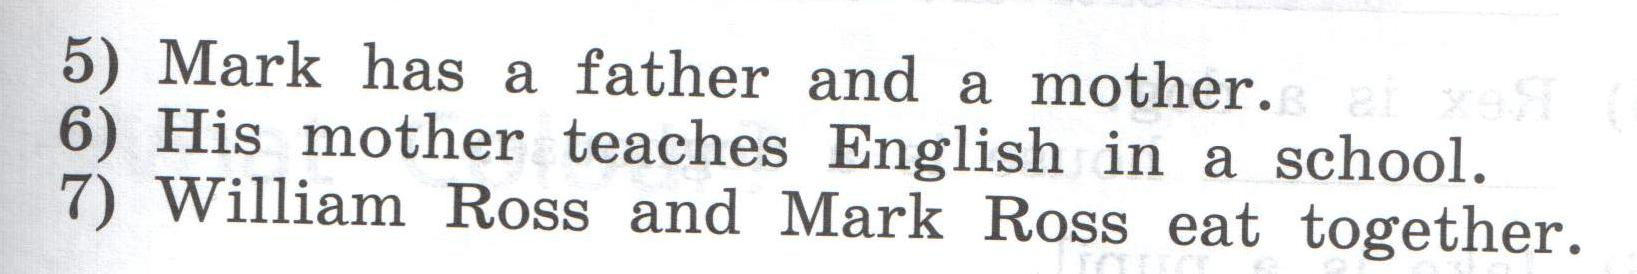 5) Mark has a father and a mother.
6) His mother teaches English in a school.
7) William Ross and Mark Ross eat together.